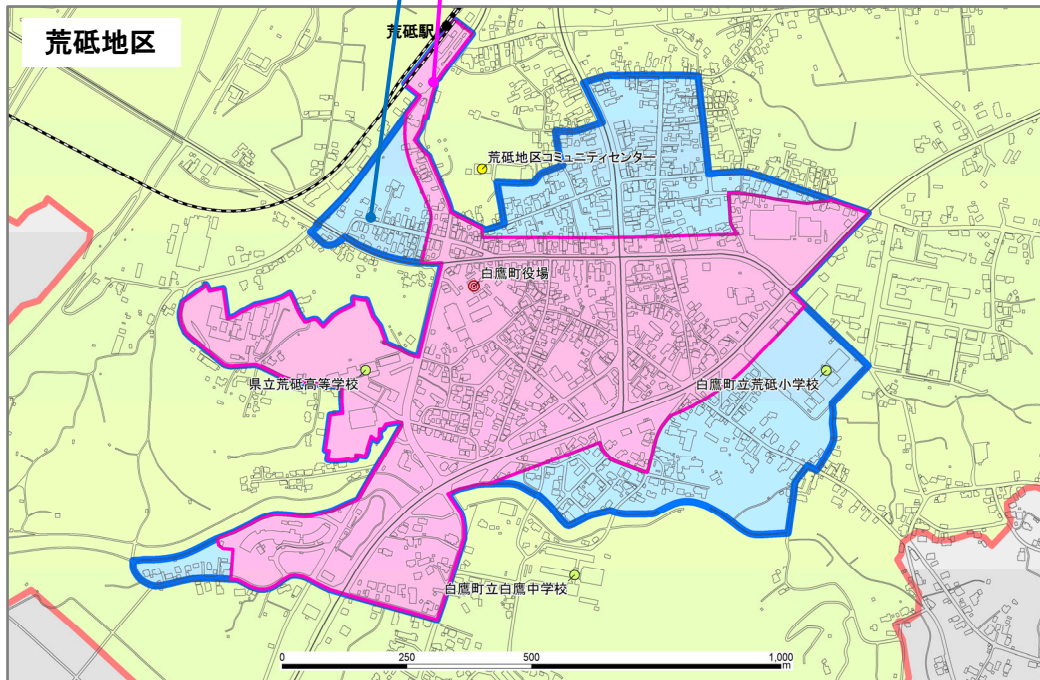 荒砥地区
荒砥駅
荒砥地区コミュニティセンター
白鷹町役場
県立荒砥高等学校
白鷹町立荒砥小学校
白鷹町立白鷹中学校
0 250 500 1,000
m